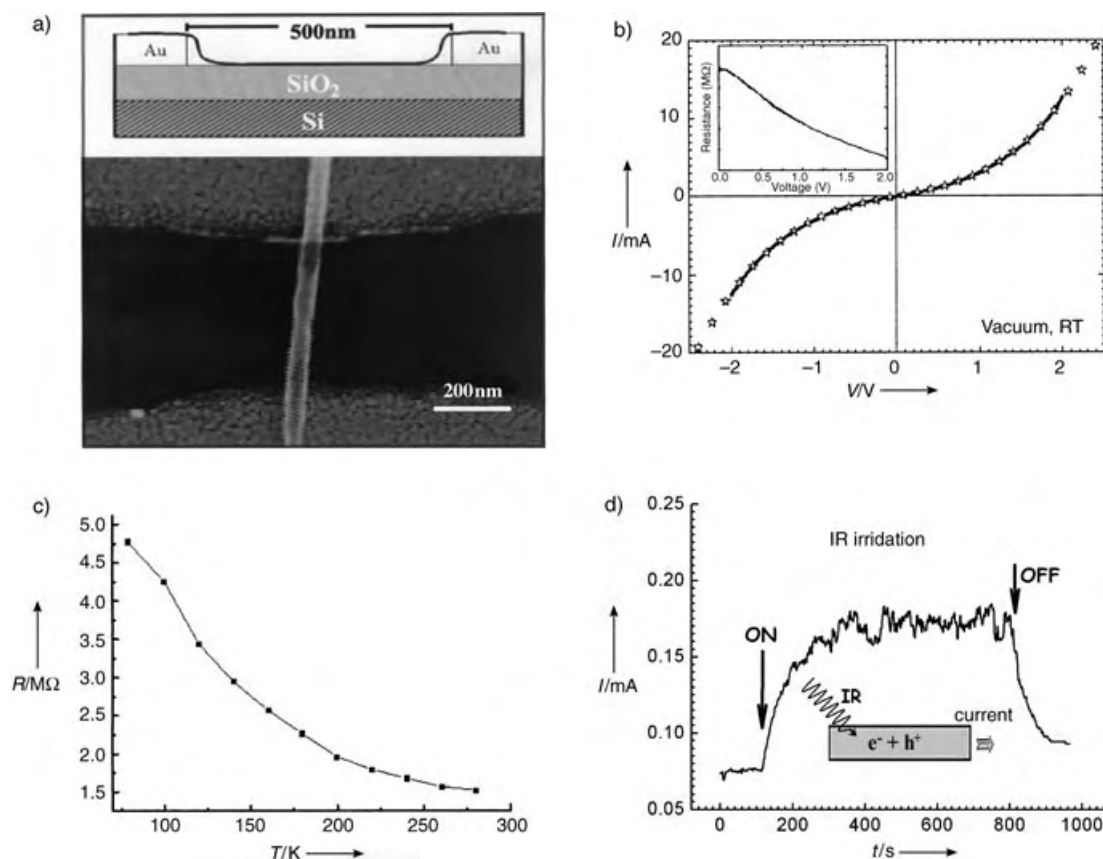 a)
500nm
Au
Au
SiO2
Si
200nm
b)
20
10
0
−10
−20
I/mA
−2
−1
0
1
2
V/V
Vacuum, RT
Resistance (MΩ)
0.0
0.5
1.0
1.5
2.0
Voltage (V)
c)
5.0
4.5
4.0
3.5
3.0
2.5
2.0
1.5
R/MΩ
100
150
200
250
300
T/K
d)
0.25
0.20
0.15
0.10
0.05
I/mA
IR irridation
ON
OFF
IR
current
e- + h+
0
200
400
600
800
1000
t/s